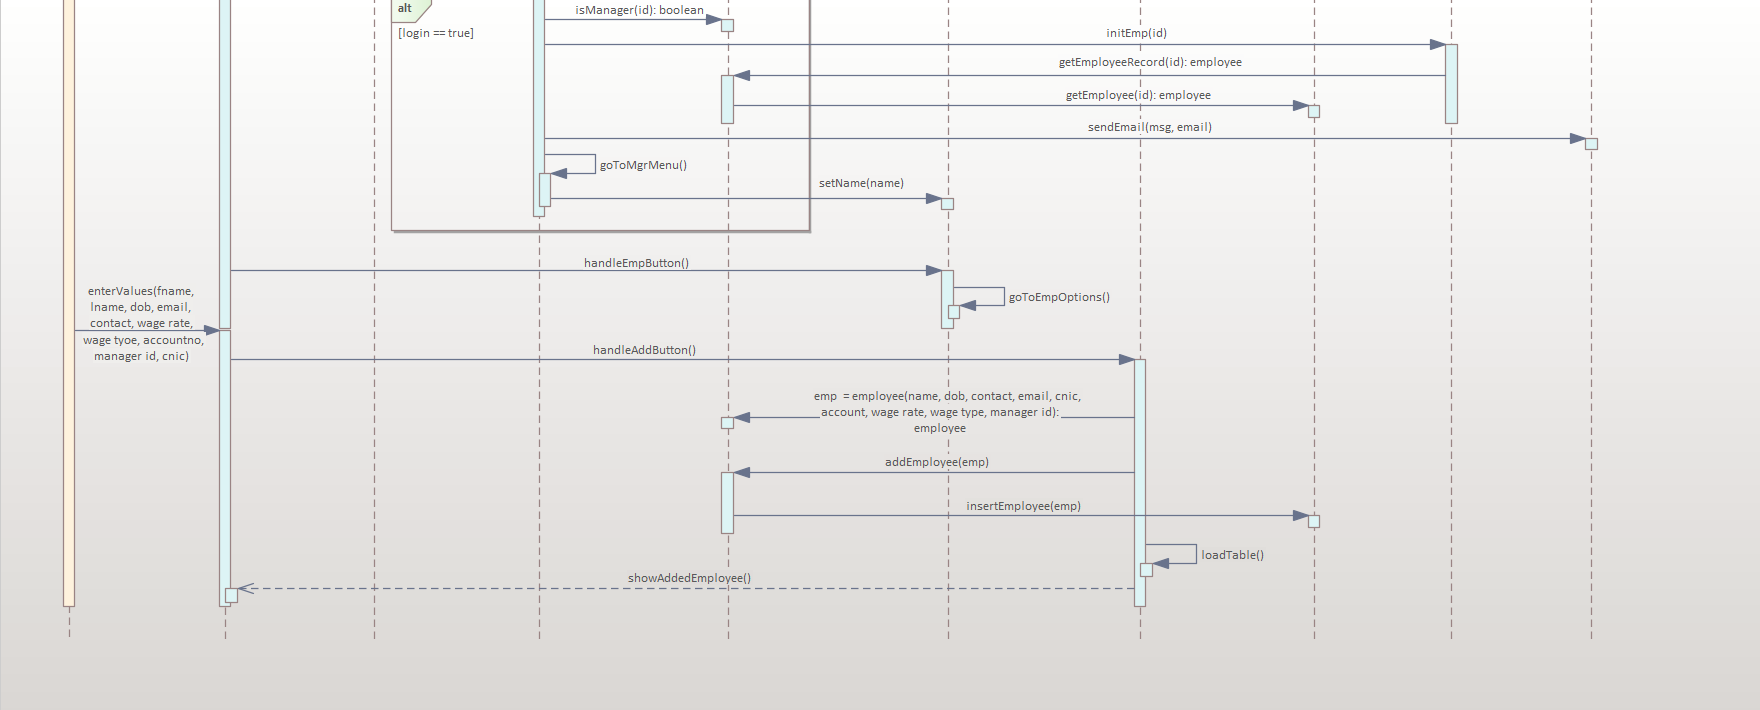 alt
isManager(id): boolean
[login == true]
initEmp(id)
getEmployeeRecord(id): employee
getEmployee(id): employee
sendEmail(msg, email)
goToMgrMenu()
setName(name)
handleEmpButton()
goToEmpOptions()
enterValues(fname,
lname, dob, email,
contact, wage rate,
wage tyoe, accountno,
manager id, cnic)
handleAddButton()
emp = employee(name, dob, contact, email, cnic,
account, wage rate, wage type, manager id):
employee
addEmployee(emp)
insertEmployee(emp)
loadTable()
showAddedEmployee()